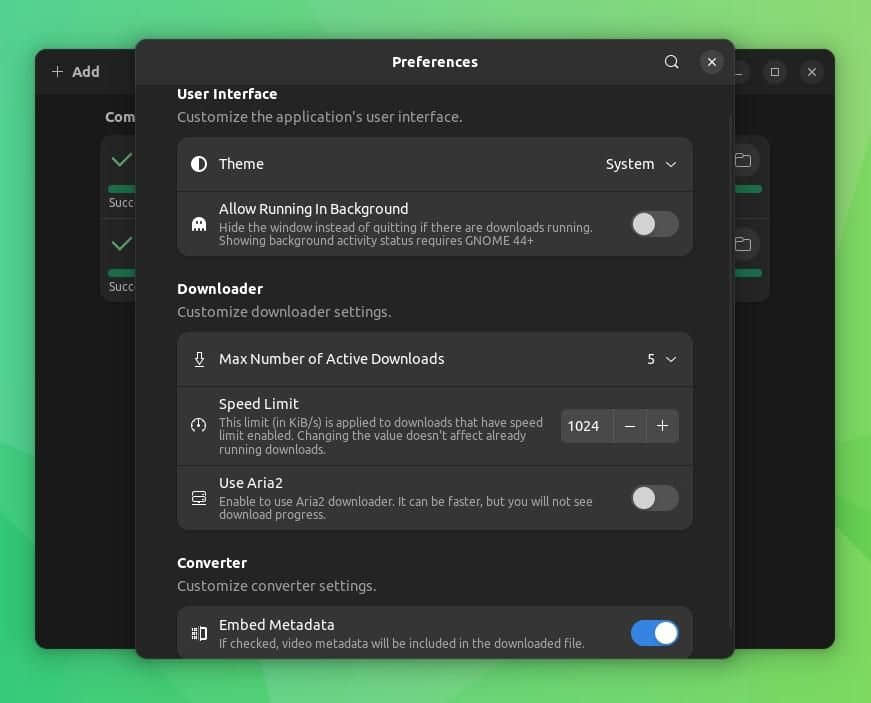 Preferences
Add
User Interface
Customize the application's user interface.
Com
Theme
System
Succ
Allow Running In Background
Hide the window instead of quitting if there are downloads running.
Showing background activity status requires GNOME 44+
Succ
Downloader
Customize downloader settings.
Max Number of Active Downloads
5
Speed Limit
This limit (in KiB/s) is applied to downloads that have speed
limit enabled. Changing the value doesn't affect already
running downloads.
1024
Use Aria2
Enable to use Aria2 downloader. It can be faster, but you will not see
download progress.
Converter
Customize converter settings.
Embed Metadata
If checked, video metadata will be included in the downloaded file.